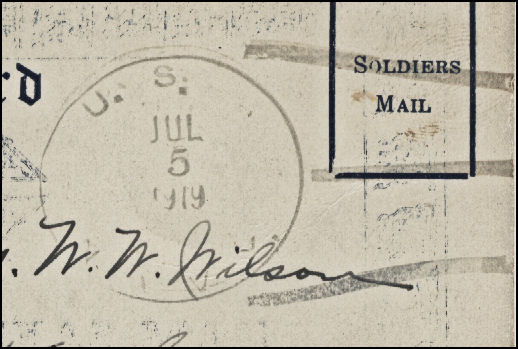 SOLDIERS
MAIL
U. S.
JUL
5
1919
W. W. Wilson